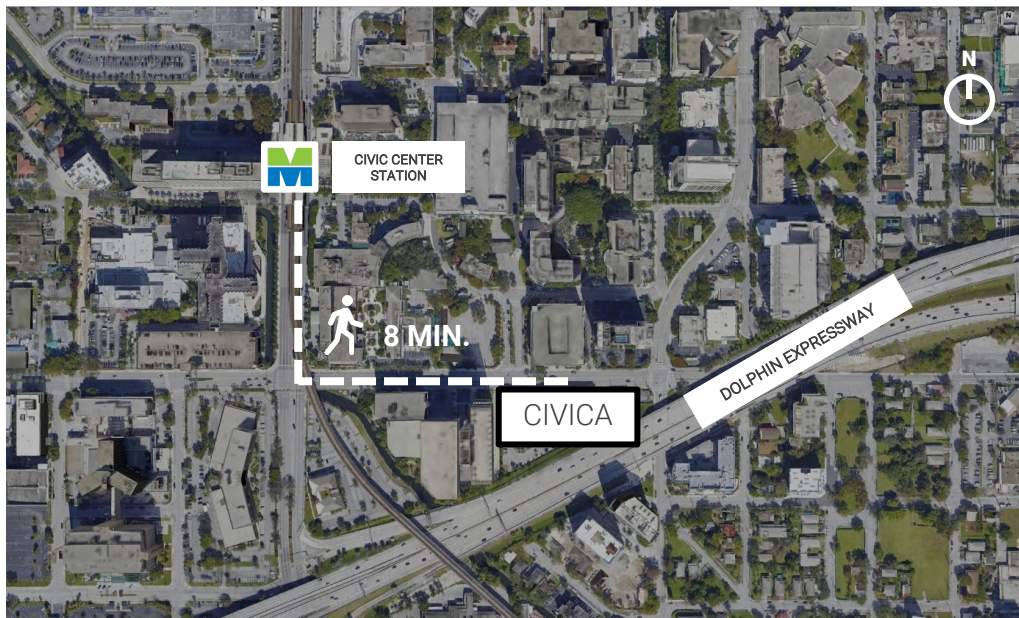 N
N
CIVIC CENTER
STATION
8 MIN.
DOLPHIN EXPRESSWAY
CIVICA